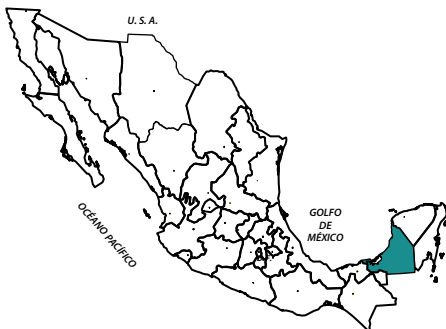 U. S. A.
GOLFO
DE
MÉXICO
OCÉANO PACÍFICO